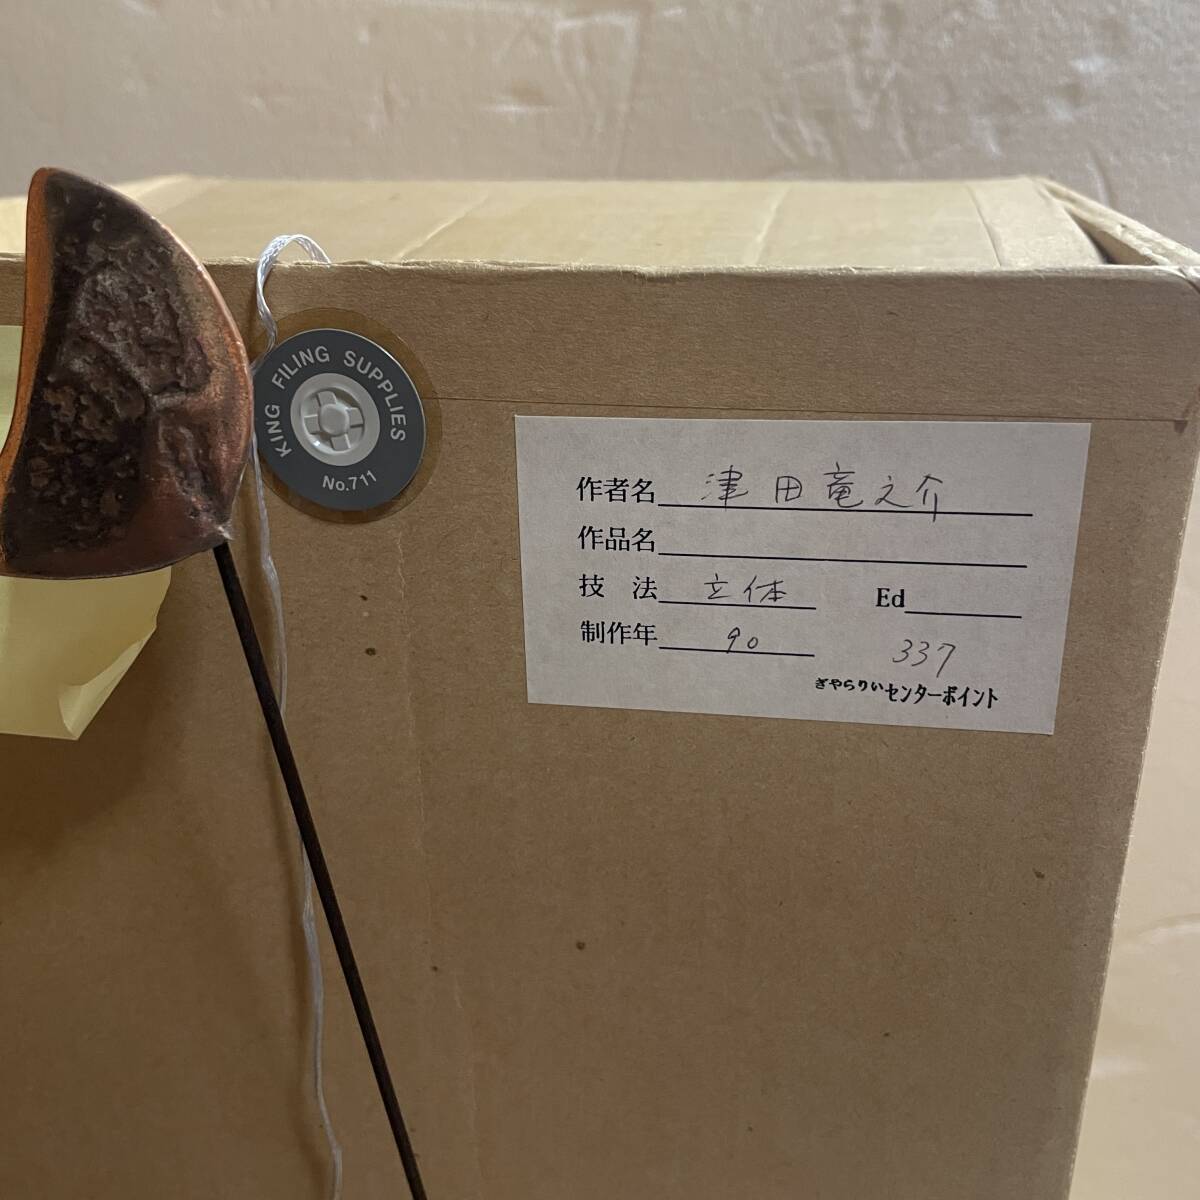 KING FILING SUPPLIES
No.711
作者名 津田竜之介
作品名
技 法 立体 Ed
制作年 90 337
ぎやらりいセンターポイント